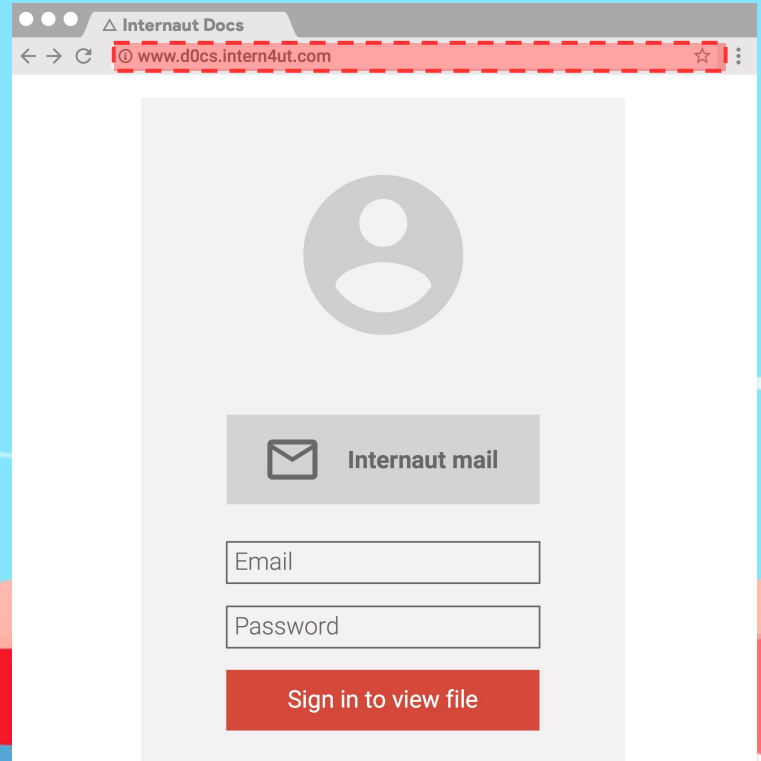 Internaut Docs
www.d0cs.intern4ut.com
Internaut mail
Email
Password
Sign in to view file